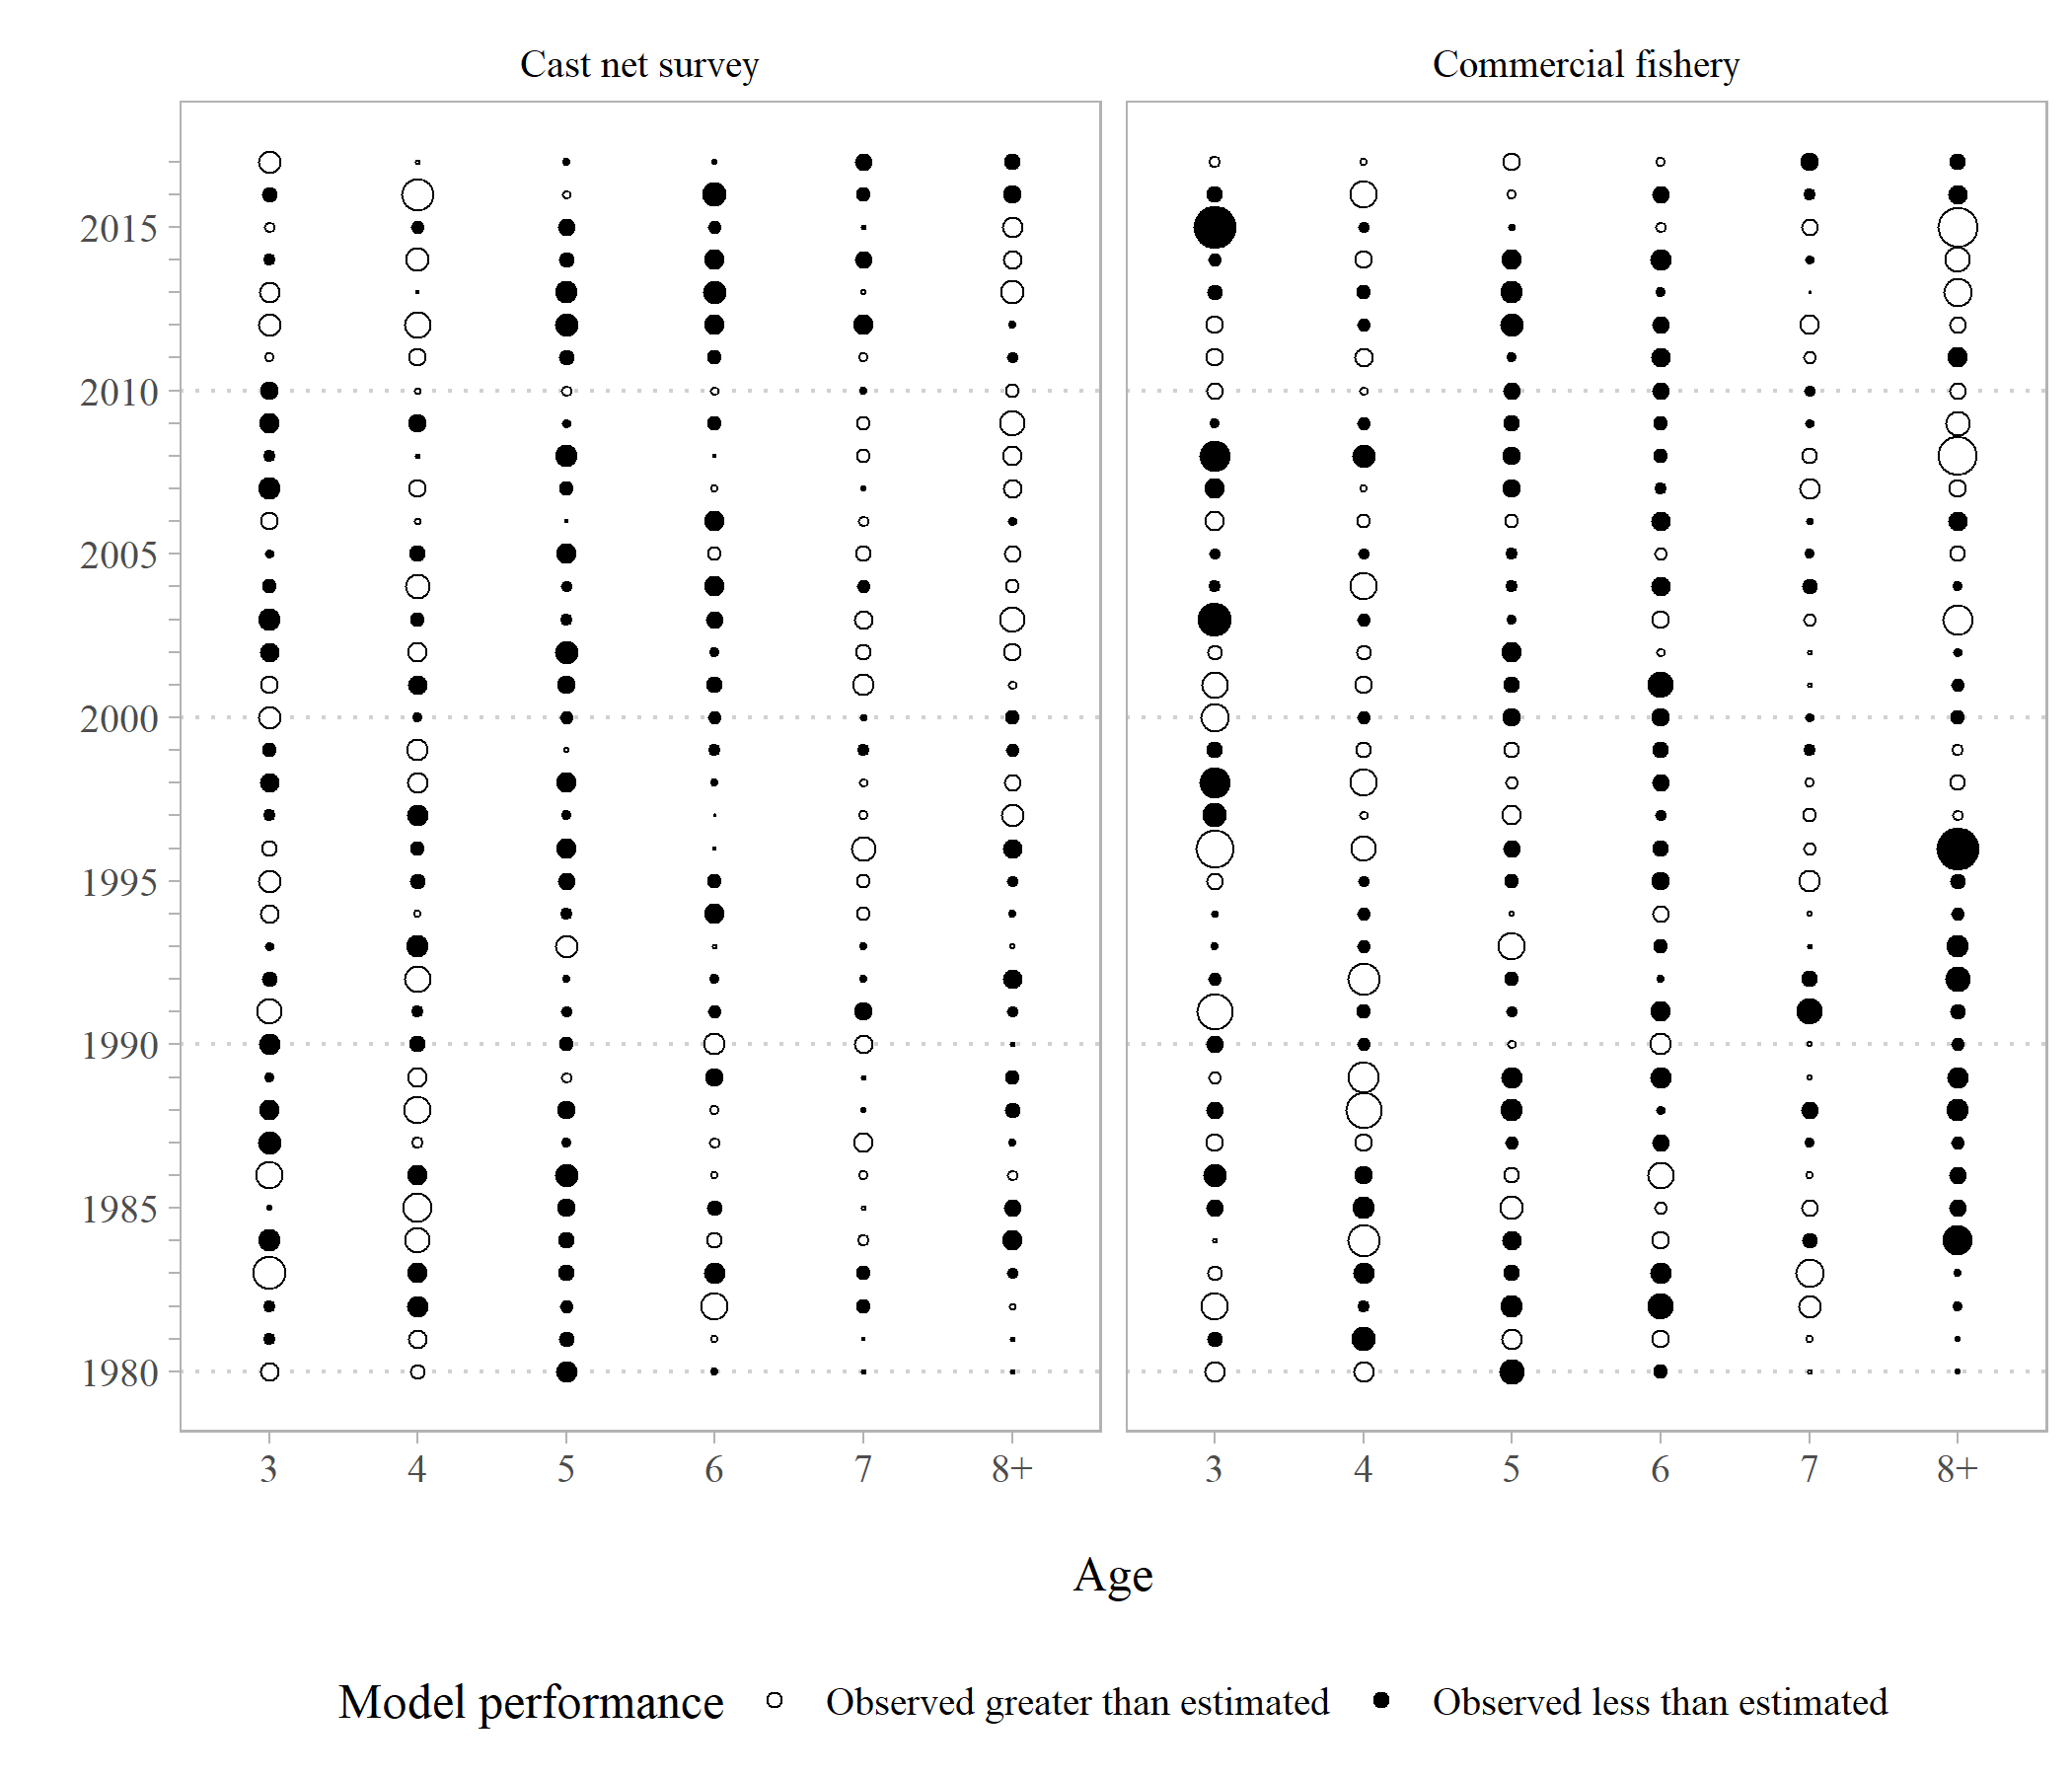 Cast net survey Commercial fishery
2015
2010
2005
2000
1995
1990
1985
1980
3 4 5 6 7 8+ 3 4 5 6 7 8+
Age
Model performance Observed greater than estimated Observed less than estimated